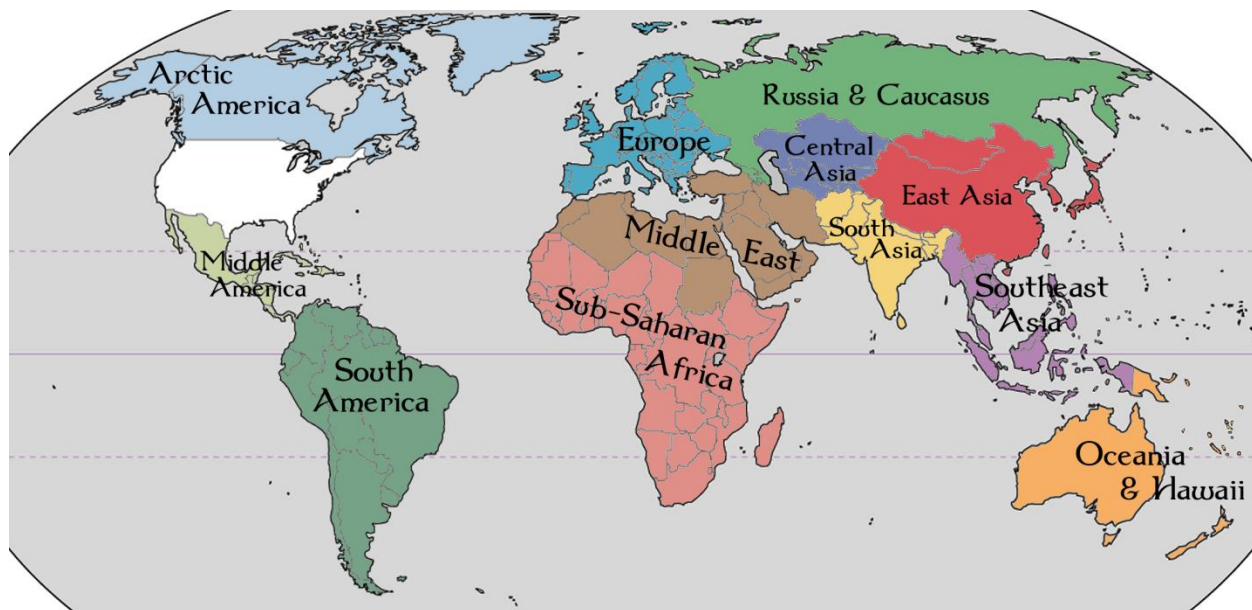 Arctic
America
Russia & Caucasus
Europe
Central
Asia
East Asia
Middle
East
South
Asia
Middle
America
Southeast
Asia
Sub-Saharan
Africa
South
America
Oceania
& Hawaii